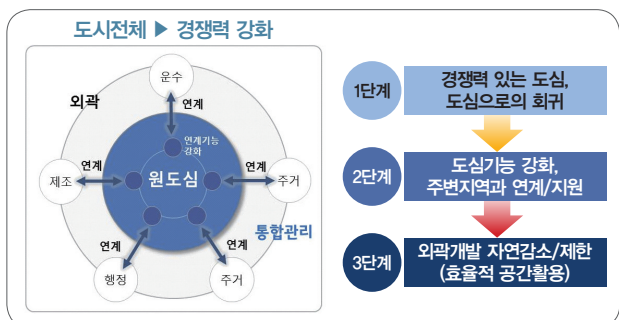 도시전체 ▶ 경쟁력 강화
운수
외곽
연계
연계기능
강화
연계
연계
제조
원도심
주거
통합관리
연계
연계
행정
주거
1단계
경쟁력 있는 도심,
도심으로의 회귀
2단계
도심기능 강화,
주변지역과 연계/지원
3단계
외곽개발 자연감소/제한
(효율적 공간활용)